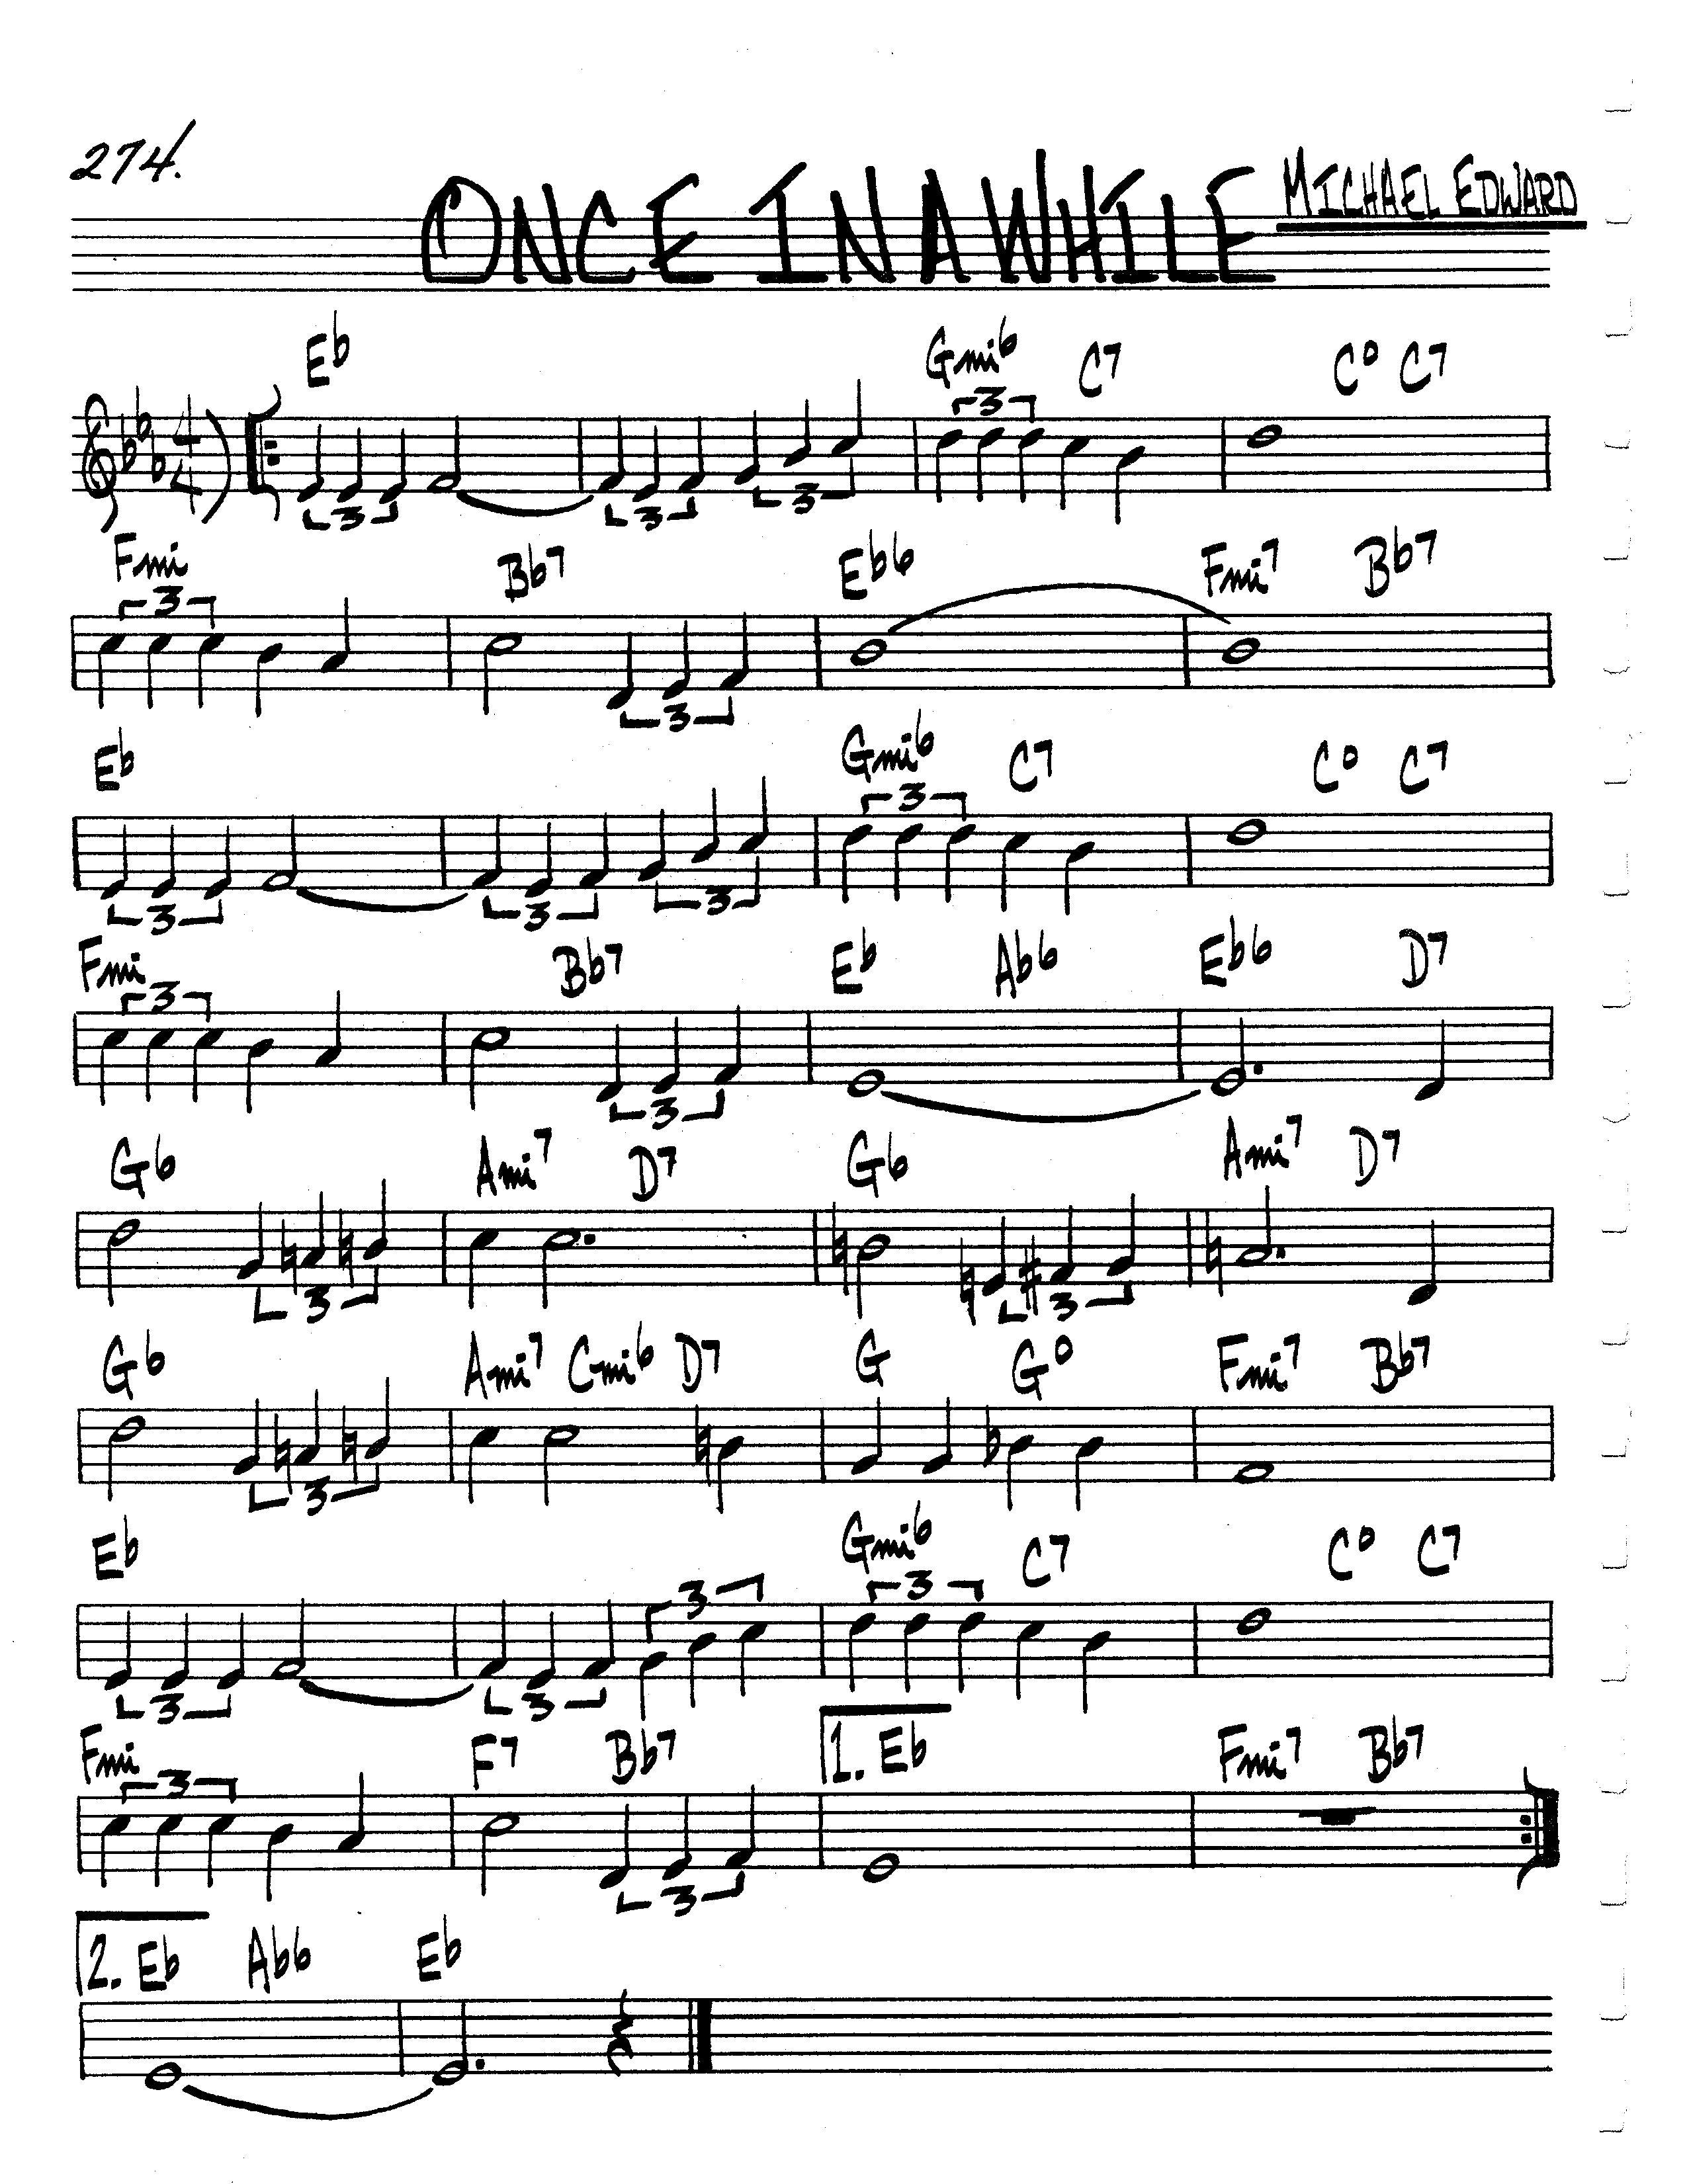 274.
ONCE IN A WHILE
MICHAEL EDWARD
Eb Gmi6 C7 C° C7
4 3 3 3 3
4
Fmi Bb7 Eb6 Fmi7 Bb7
3 3
Eb Gmi6 C7 C° C7
3 3 3 3
Fmi Bb7 Eb Ab6 Eb6 D7
3 3
G6 Ami7 D7 G6 Ami7 D7
3 3
G6 Ami7 Cmi6 D7 G G° Fmi7 Bb7
3
Eb Gmi6 C7 C° C7
3 3 3 3
Fmi F7 Bb7 1. Eb Fmi7 Bb7
3 3
2. Eb Ab6 Eb